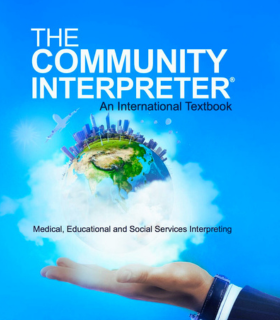 THE
COMMUNITY
INTERPRETER®
An International Textbook
Medical, Educational and Social Services Interpreting